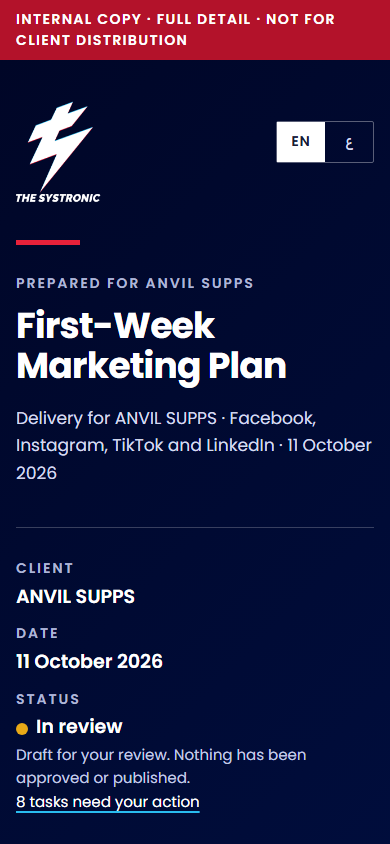 INTERNAL COPY · FULL DETAIL · NOT FOR
CLIENT DISTRIBUTION
THE SYSTRONIC
EN
ع
PREPARED FOR ANVIL SUPPS
First-Week
Marketing Plan
Delivery for ANVIL SUPPS · Facebook,
Instagram, TikTok and LinkedIn · 11 October
2026
CLIENT
ANVIL SUPPS
DATE
11 October 2026
STATUS
In review
Draft for your review. Nothing has been
approved or published.
8 tasks need your action